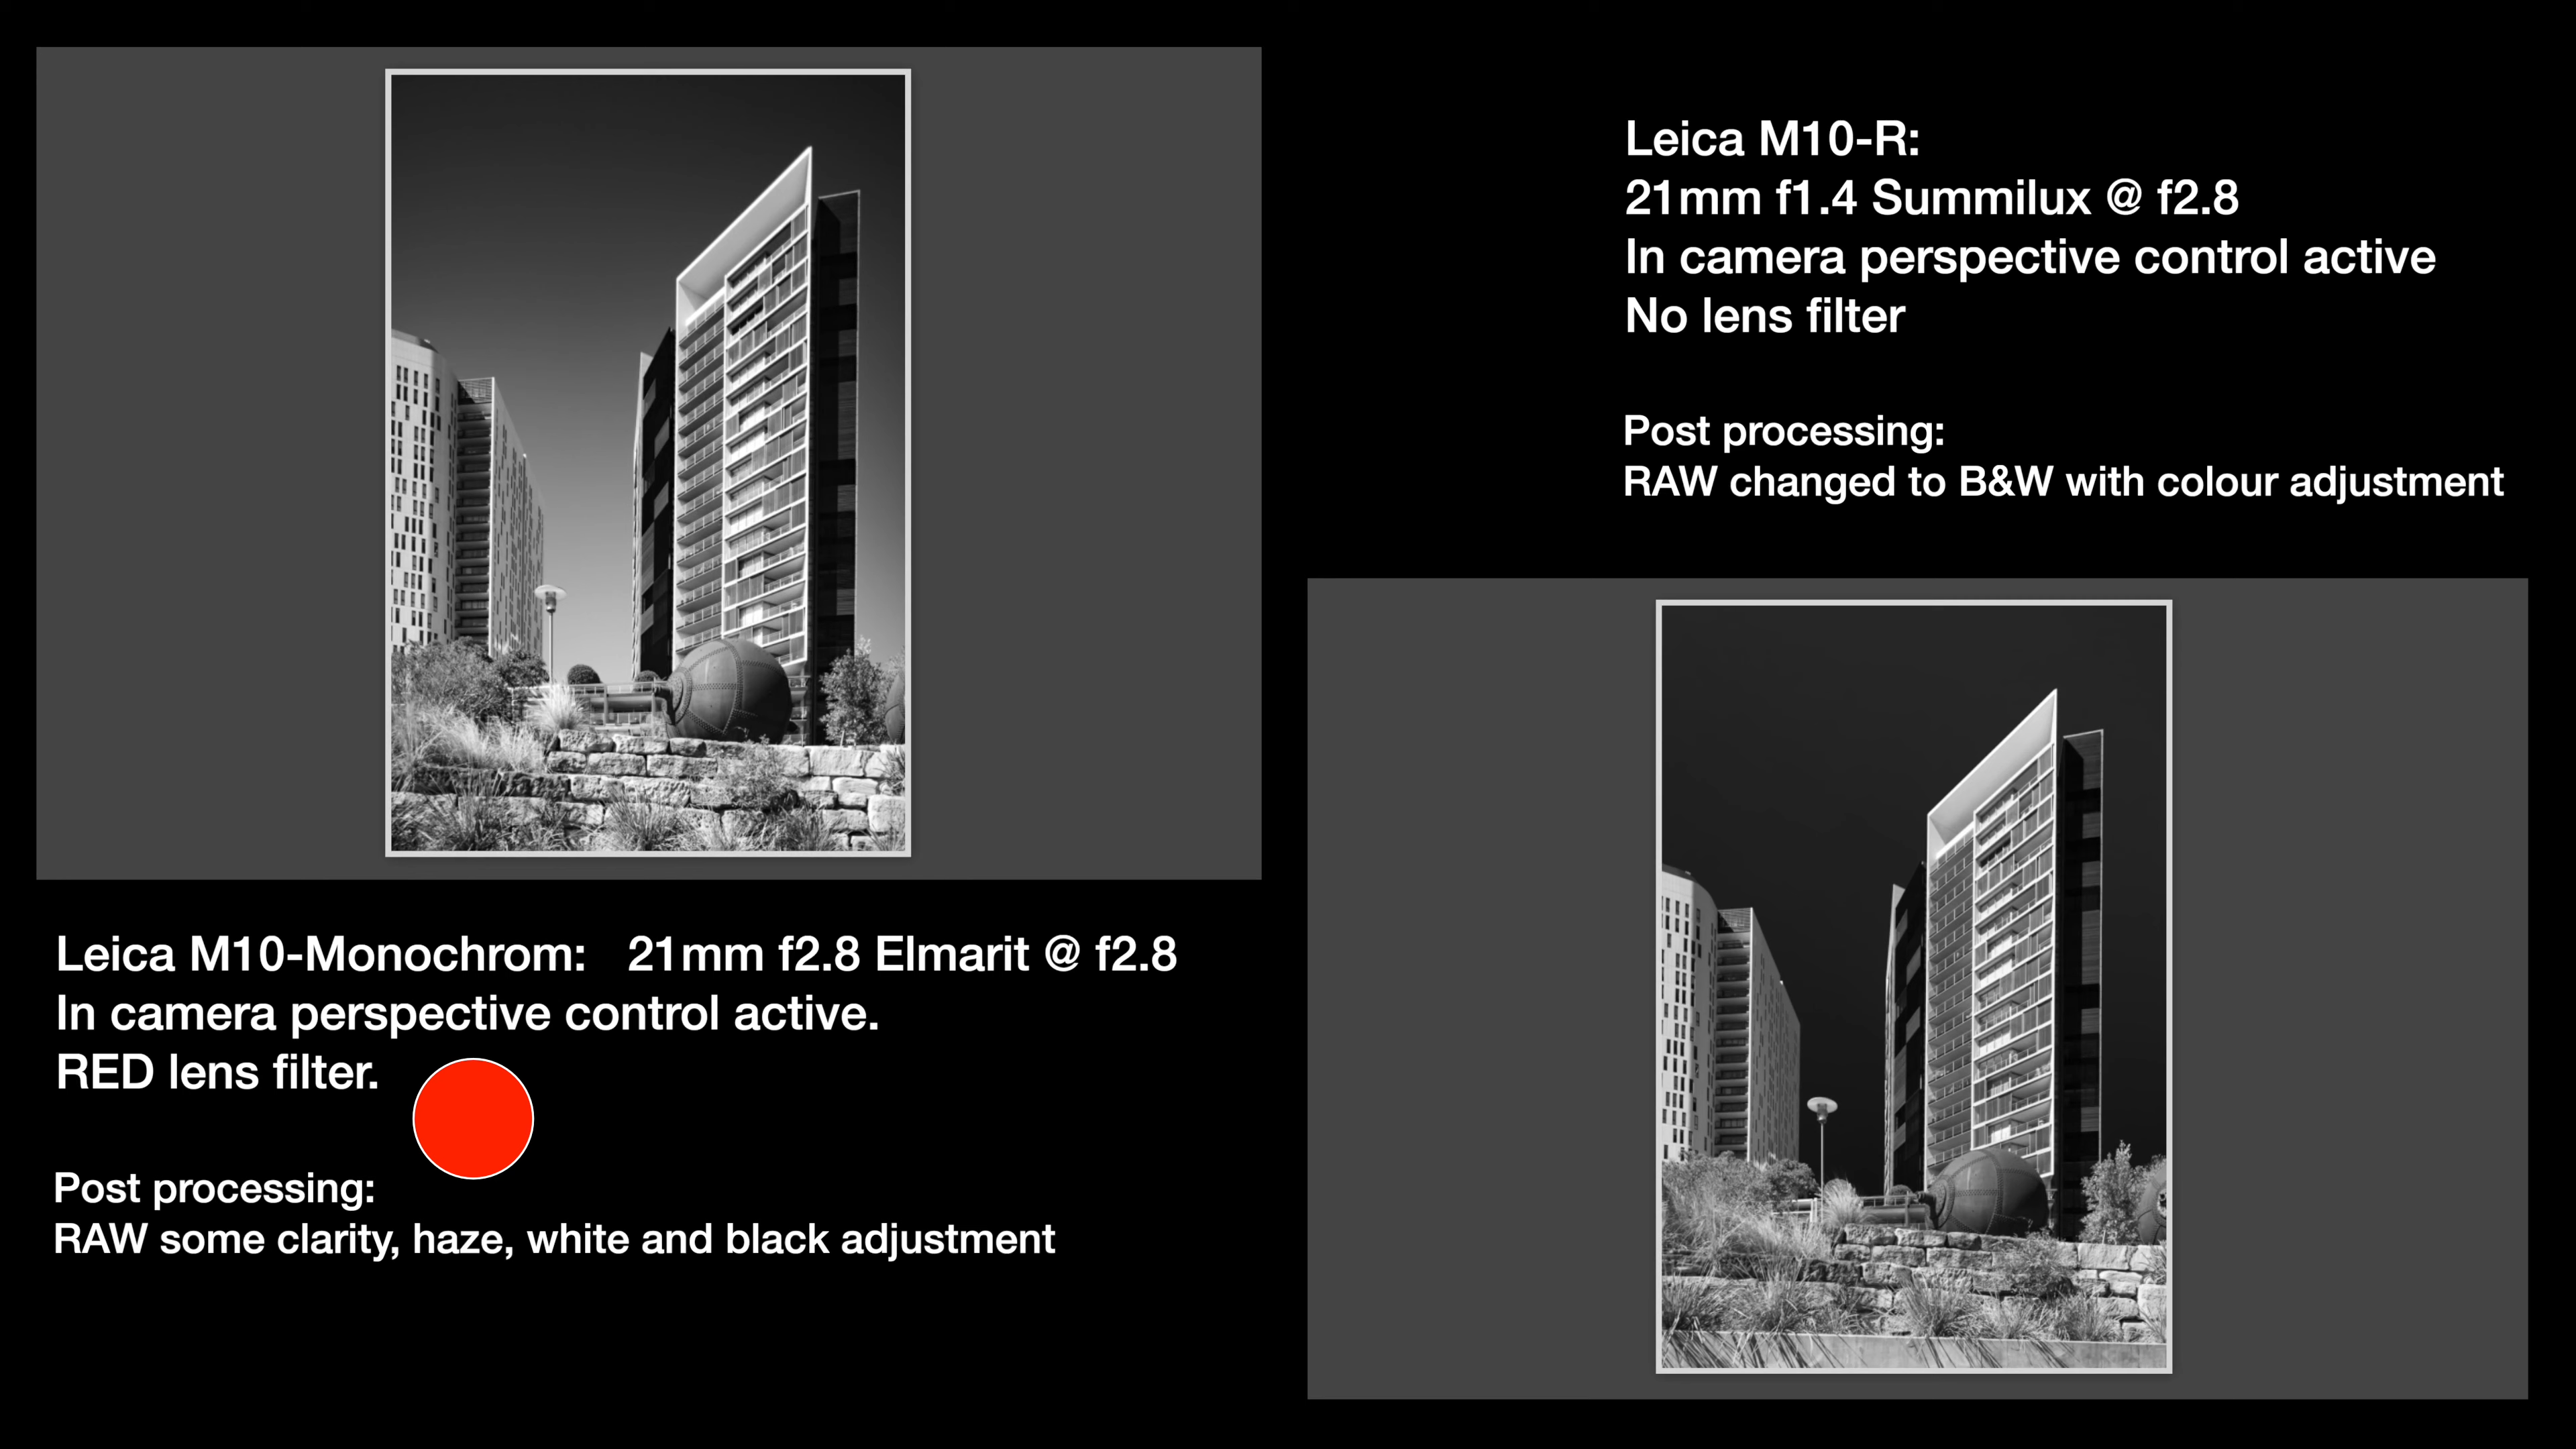 Leica M10-R:
21mm f1.4 Summilux @ f2.8
In camera perspective control active
No lens filter
Post processing:
RAW changed to B&W with colour adjustment
Leica M10-Monochrom: 21mm f2.8 Elmarit @ f2.8
In camera perspective control active.
RED lens filter.
Post processing:
RAW some clarity, haze, white and black adjustment